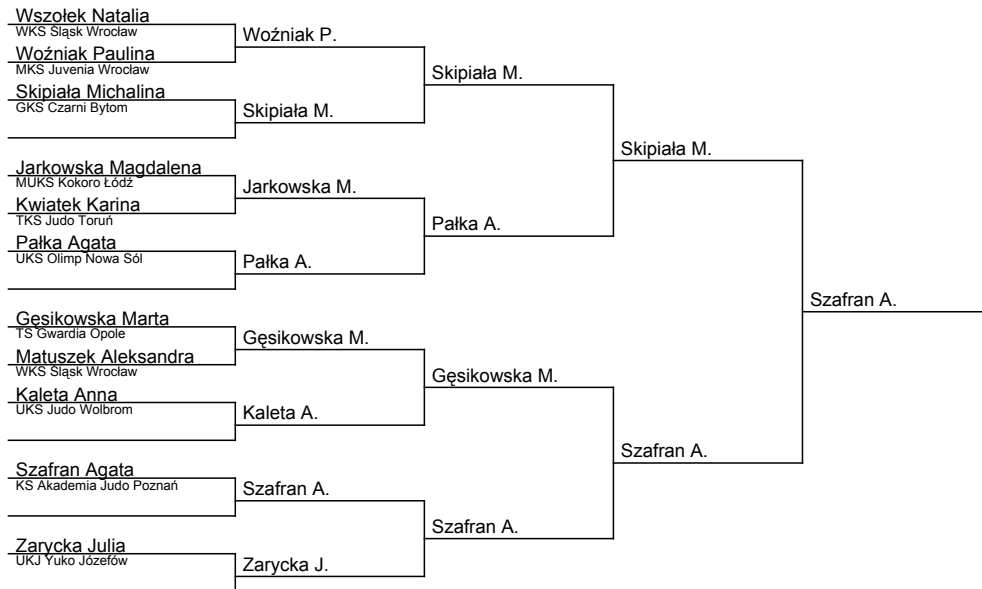 Wszołek Natalia
WKS Śląsk Wrocław
Woźniak P.
Woźniak Paulina
MKS Juvenia Wrocław
Skipiała M.
Skipiała Michalina
GKS Czarni Bytom
Skipiała M.
Skipiała M.
Jarkowska Magdalena
MUKS Kokoro Łódź
Jarkowska M.
Kwiatek Karina
TKS Judo Toruń
Pałka A.
Pałka Agata
UKS Olimp Nowa Sól
Pałka A.
Szafran A.
Gęsikowska Marta
TS Gwardia Opole
Gęsikowska M.
Matuszek Aleksandra
WKS Śląsk Wrocław
Gęsikowska M.
Kaleta Anna
UKS Judo Wolbrom
Kaleta A.
Szafran A.
Szafran Agata
KS Akademia Judo Poznań
Szafran A.
Szafran A.
Zarycka Julia
UKJ Yuko Józefów
Zarycka J.